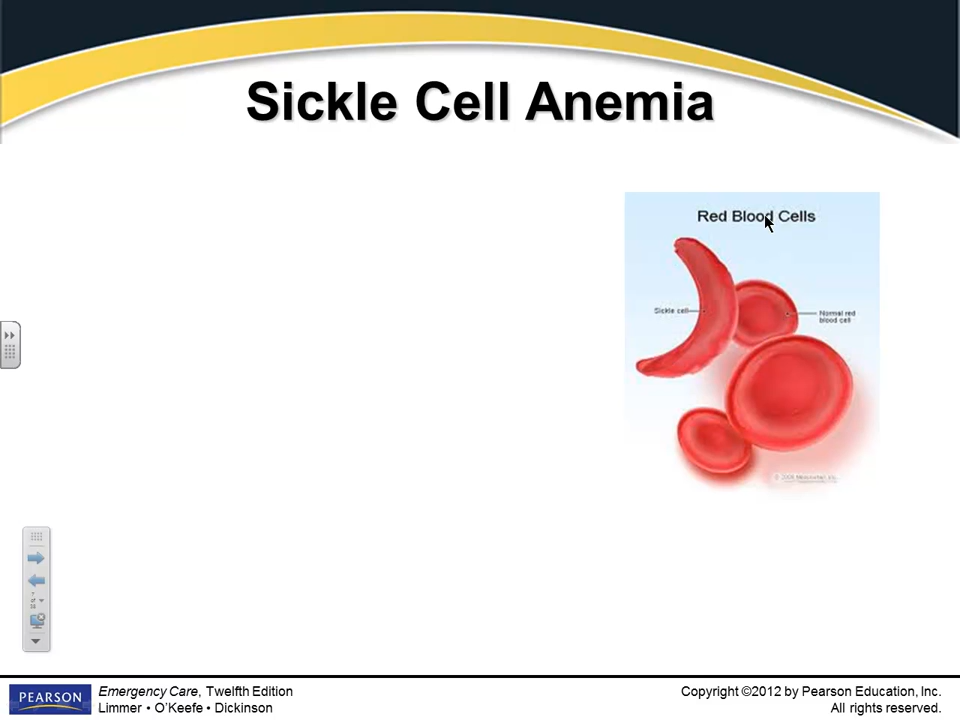 Sickle Cell Anemia
Red Blood Cells
Sickle cell
Normal red
blood cell
PEARSON
Emergency Care, Twelfth Edition
Limmer • O’Keefe • Dickinson
Copyright ©2012 by Pearson Education, Inc.
All rights reserved.